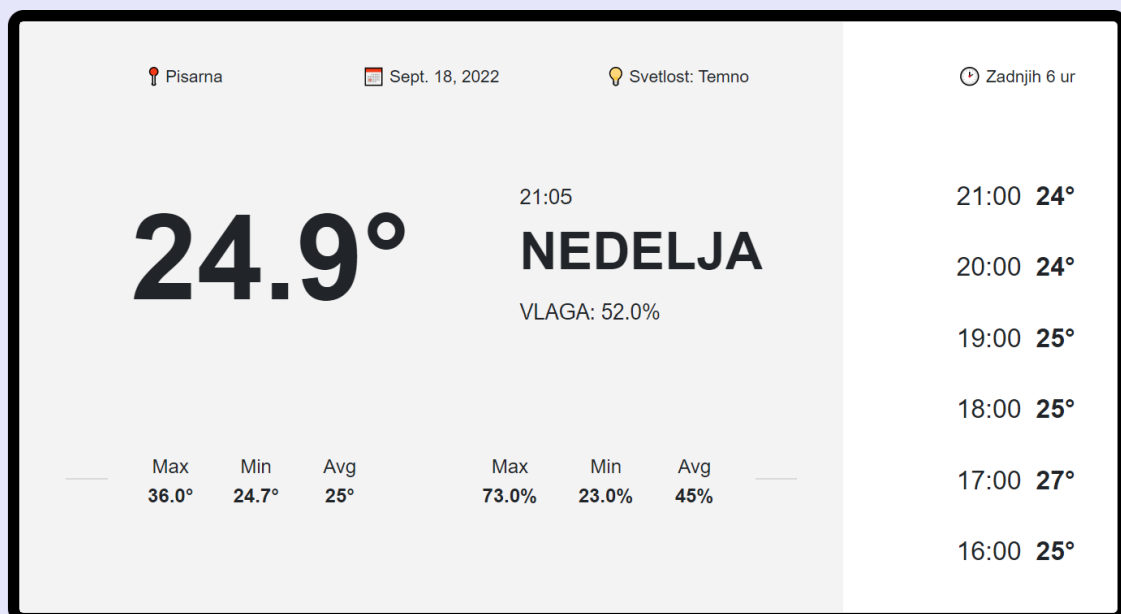 Pisarna
Sept. 18, 2022
Svetlost: Temno
24.9°
21:05
NEDELJA
VLAGA: 52.0%
Max Min Avg
36.0° 24.7° 25°
Max Min Avg
73.0% 23.0% 45%
Zadnjih 6 ur
21:00 24°
20:00 24°
19:00 25°
18:00 25°
17:00 27°
16:00 25°